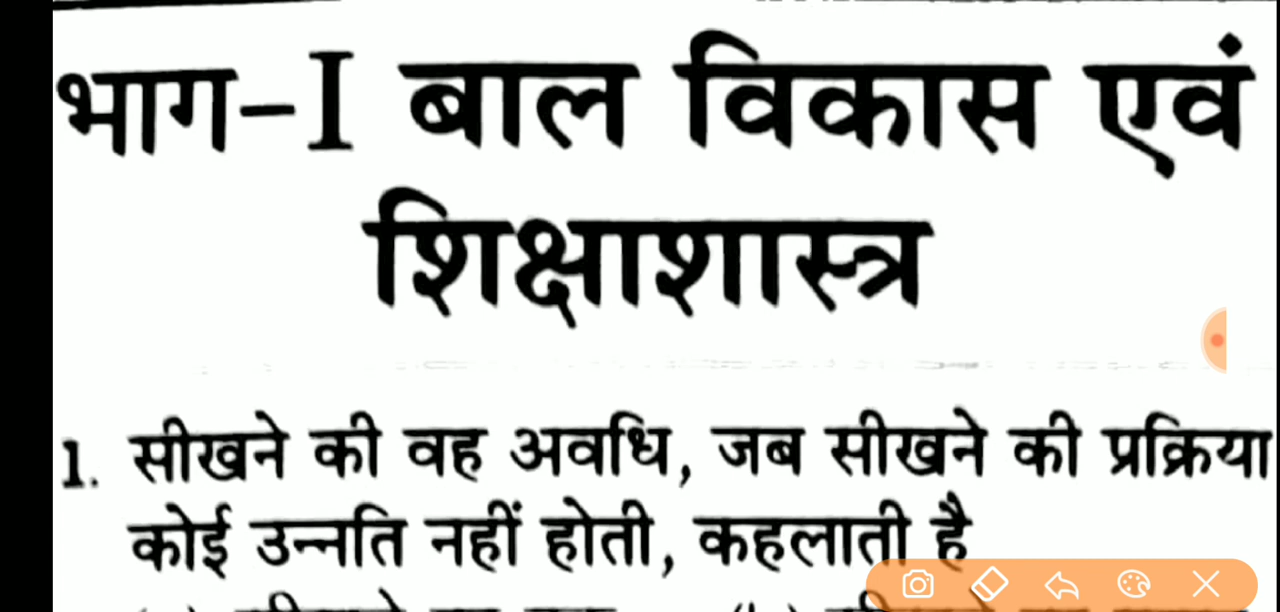 भाग-I बाल विकास एवं
शिक्षाशास्त्र
1. सीखने की वह अवधि, जब सीखने की प्रक्रिया
कोई उन्नति नहीं होती, कहलाती है